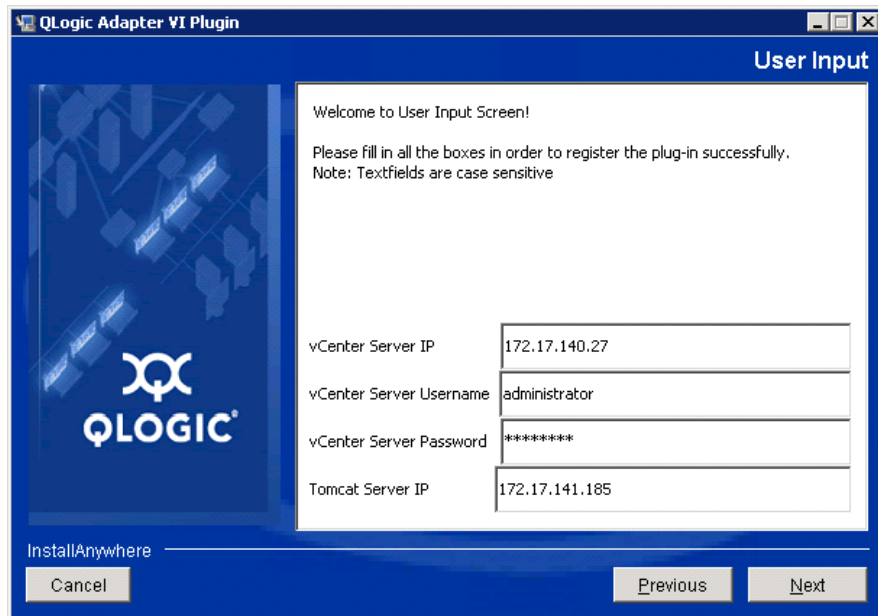 QLogic Adapter VI Plugin
User Input
Welcome to User Input Screen!
Please fill in all the boxes in order to register the plug-in successfully.
Note: Textfields are case sensitive
vCenter Server IP 172.17.140.27
vCenter Server Username administrator
vCenter Server Password ********
Tomcat Server IP 172.17.141.185
QLOGIC®
InstallAnywhere
Cancel Previous Next